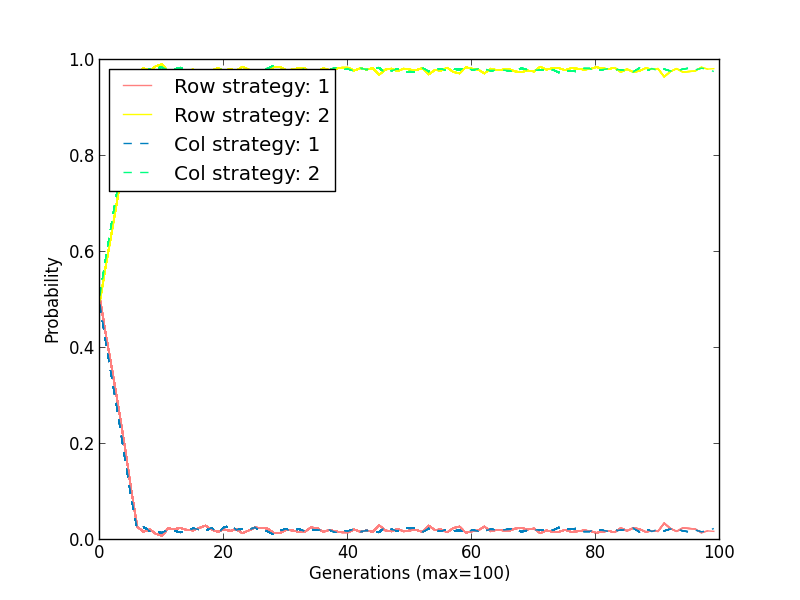 1.0
0.8
0.6
0.4
0.2
0.0
Probability
Row strategy: 1
Row strategy: 2
Col strategy: 1
Col strategy: 2
0 20 40 60 80 100
Generations (max=100)